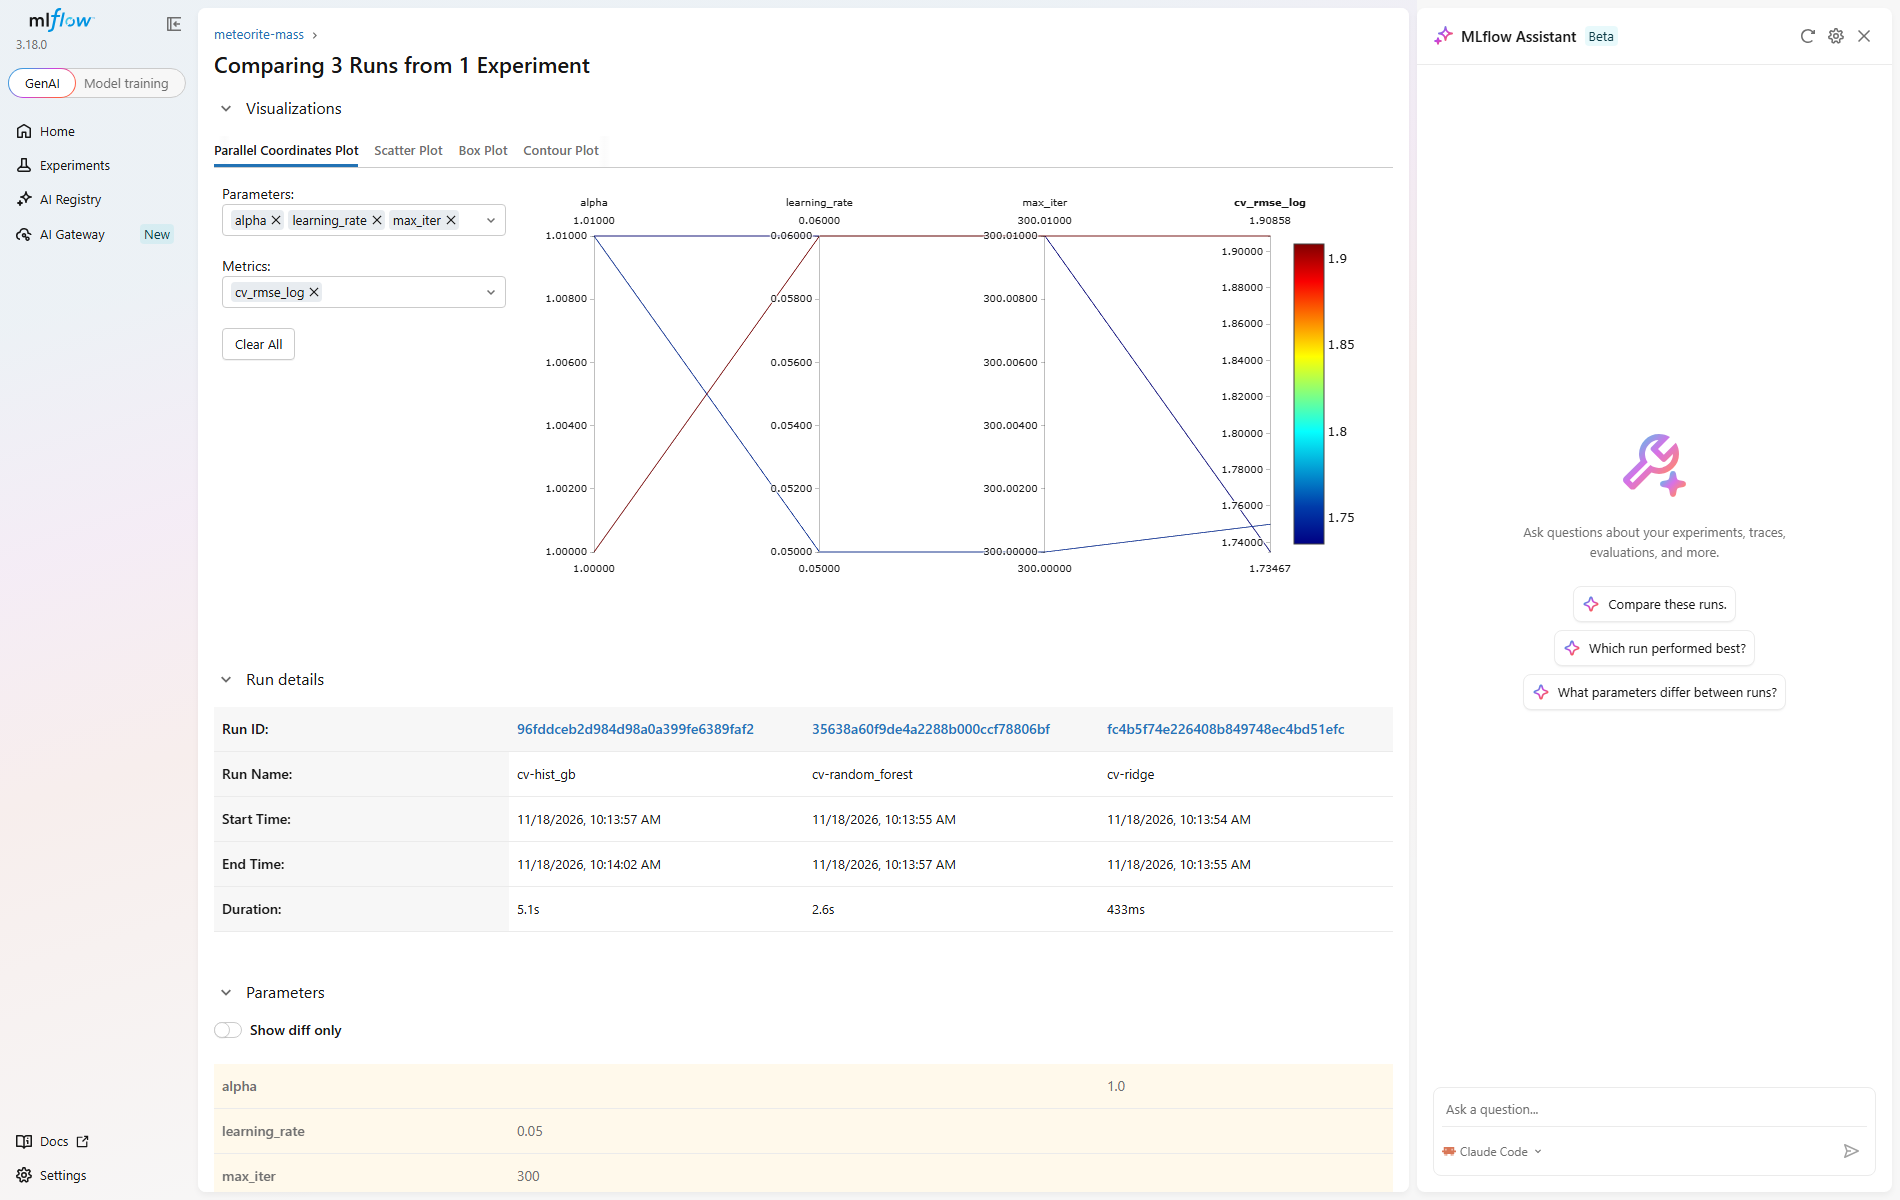 mlflow
3.18.0
GenAI
Model training
Home
Experiments
AI Registry
AI Gateway New
Docs
Settings
meteorite-mass
Comparing 3 Runs from 1 Experiment
Visualizations
Parallel Coordinates Plot Scatter Plot Box Plot Contour Plot
Parameters:
alpha learning_rate max_iter
Metrics:
cv_rmse_log
Clear All
alpha learning_rate max_iter cv_rmse_log
1.01000 0.06000 300.01000 1.90858
1.01000
1.00800
1.00600
1.00400
1.00200
1.00000
1.00000
0.06000
0.05800
0.05600
0.05400
0.05200
0.05000
0.05000
300.01000
300.00800
300.00600
300.00400
300.00200
300.00000
300.00000
1.90000
1.88000
1.86000
1.84000
1.82000
1.80000
1.78000
1.76000
1.74000
1.73467
1.9
1.85
1.8
1.75
Run details
Run ID: 96fddceb2d984d98a0a399fe6389faf2 35638a60f9de4a2288b000ccf78806bf fc4b5f74e226408b849748ec4bd51efc
Run Name: cv-hist_gb cv-random_forest cv-ridge
Start Time: 11/18/2026, 10:13:57 AM 11/18/2026, 10:13:55 AM 11/18/2026, 10:13:54 AM
End Time: 11/18/2026, 10:14:02 AM 11/18/2026, 10:13:57 AM 11/18/2026, 10:13:55 AM
Duration: 5.1s 2.6s 433ms
Parameters
Show diff only
alpha 1.0
learning_rate 0.05
max_iter 300
MLflow Assistant Beta
Ask questions about your experiments, traces,
evaluations, and more.
Compare these runs.
Which run performed best?
What parameters differ between runs?
Ask a question...
Claude Code